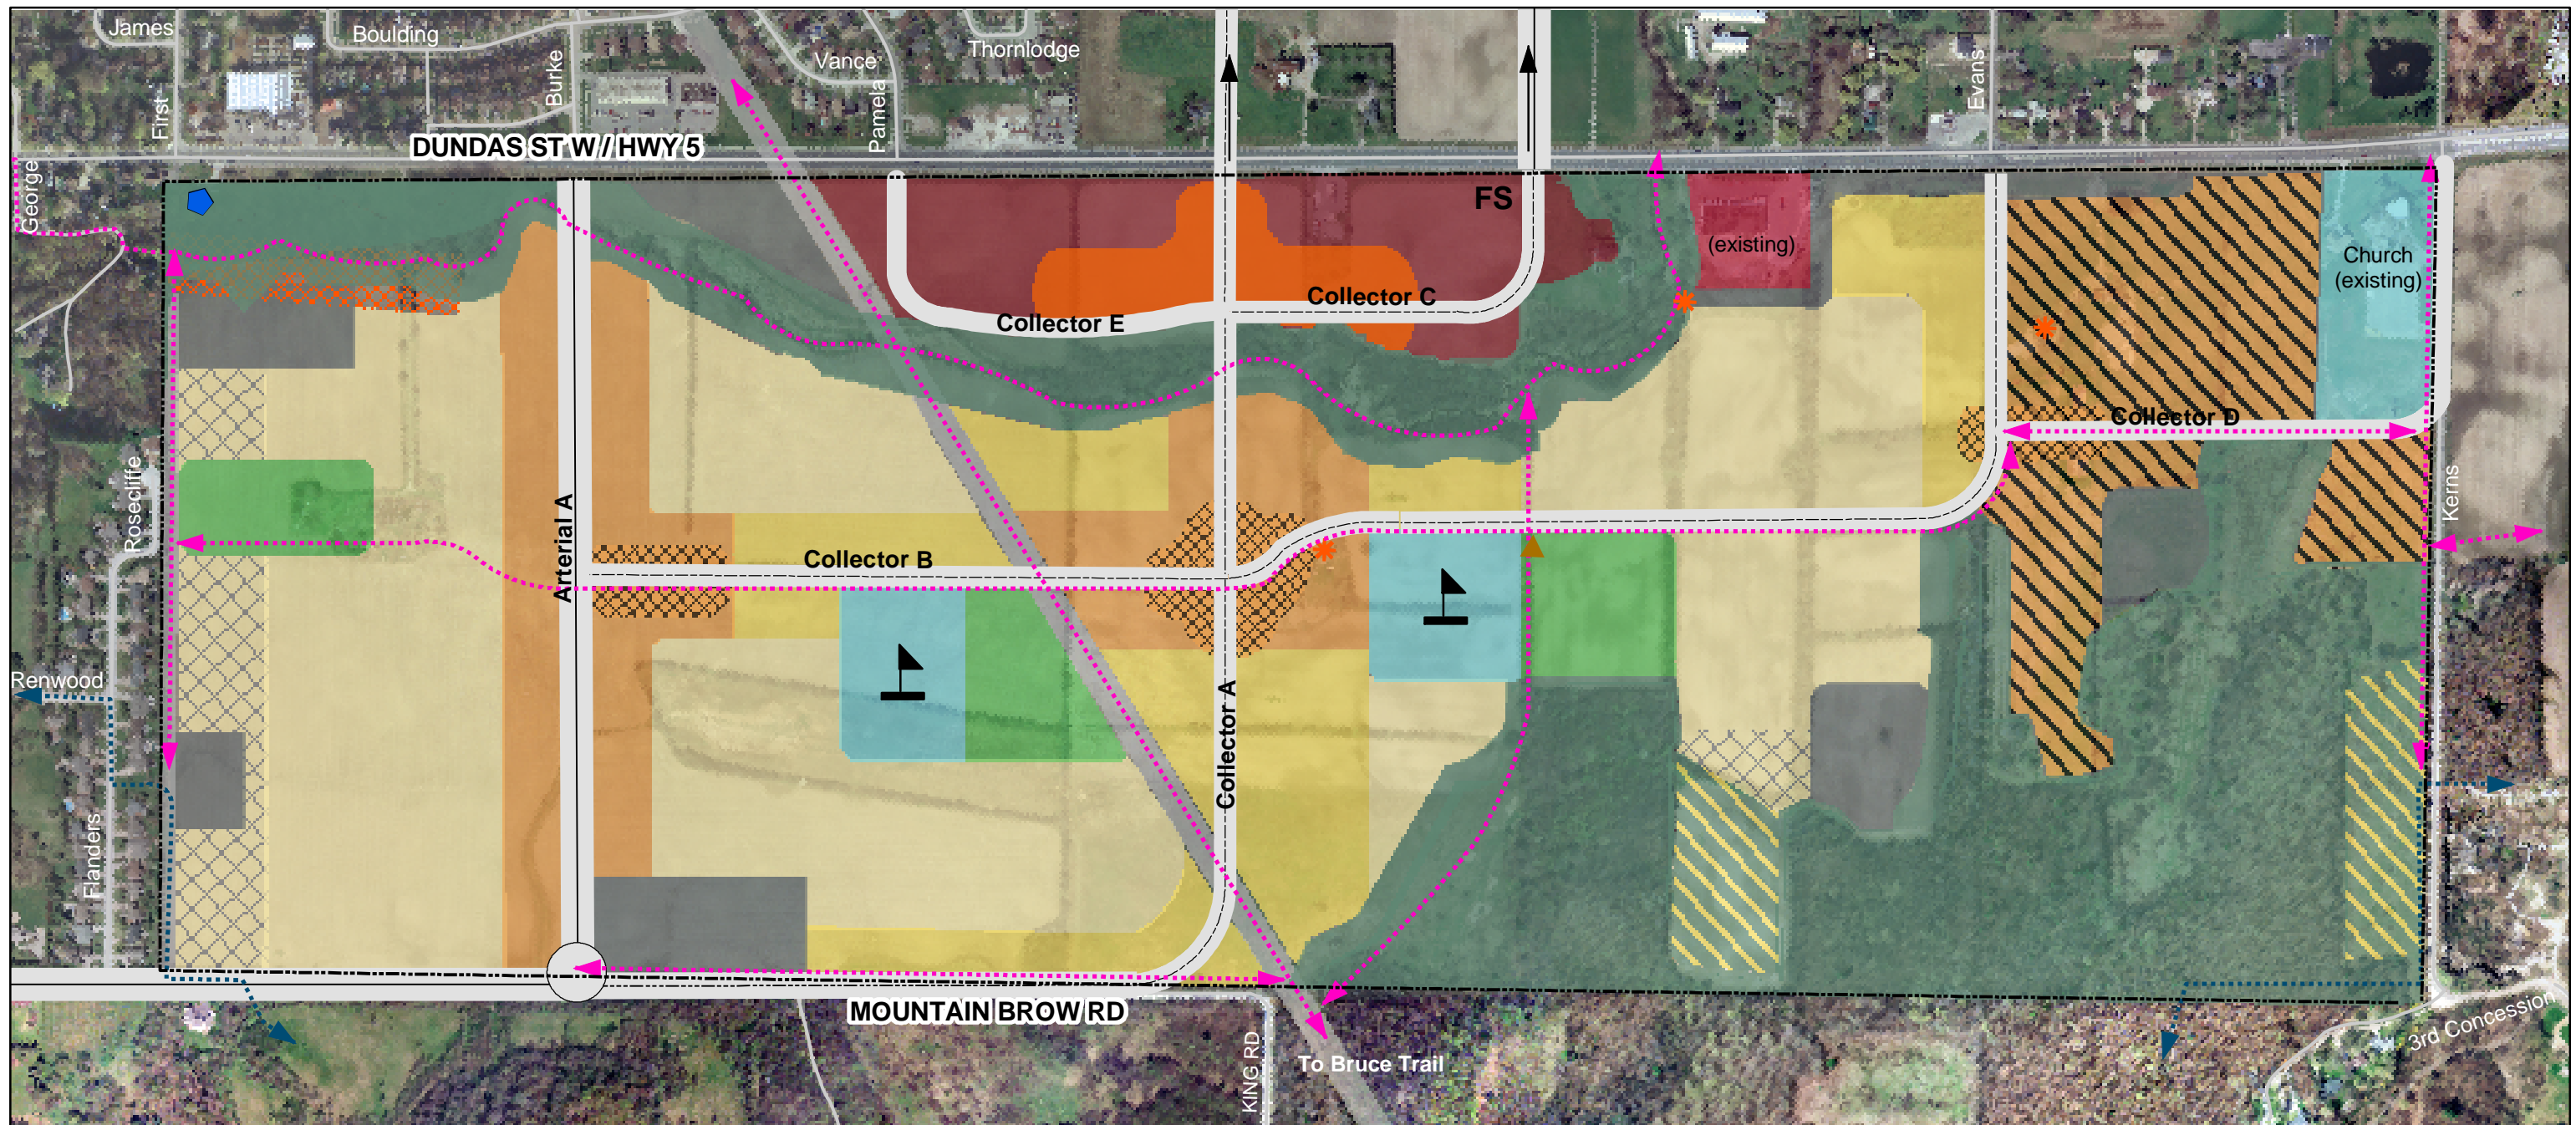 James
Boulding
Burke
Vance
Pamela
Thornlodge
First
Evans
DUNDAS ST W / HWY 5
George
FS
(existing)
Church
(existing)
Collector C
Collector E
Collector D
Rosecliffe
Arterial A
Collector B
Kerns
Renwood
Collector A
Flanders
MOUNTAIN BROW RD
KING RD
To Bruce Trail
3rd Concession